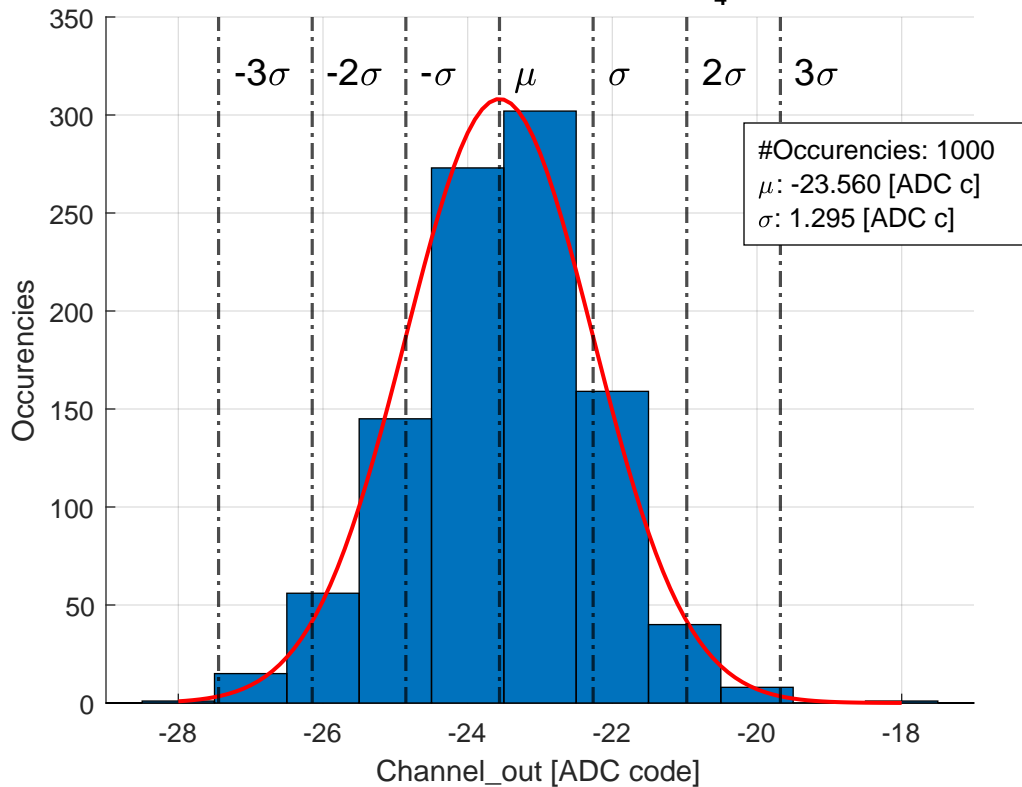 4
350
300
250
200
150
100
50
0
-3σ -2σ -σ μ σ 2σ 3σ
#Occurencies: 1000
μ: -23.560 [ADC c]
σ: 1.295 [ADC c]
Occurencies
-28 -26 -24 -22 -20 -18
Channel_out [ADC code]